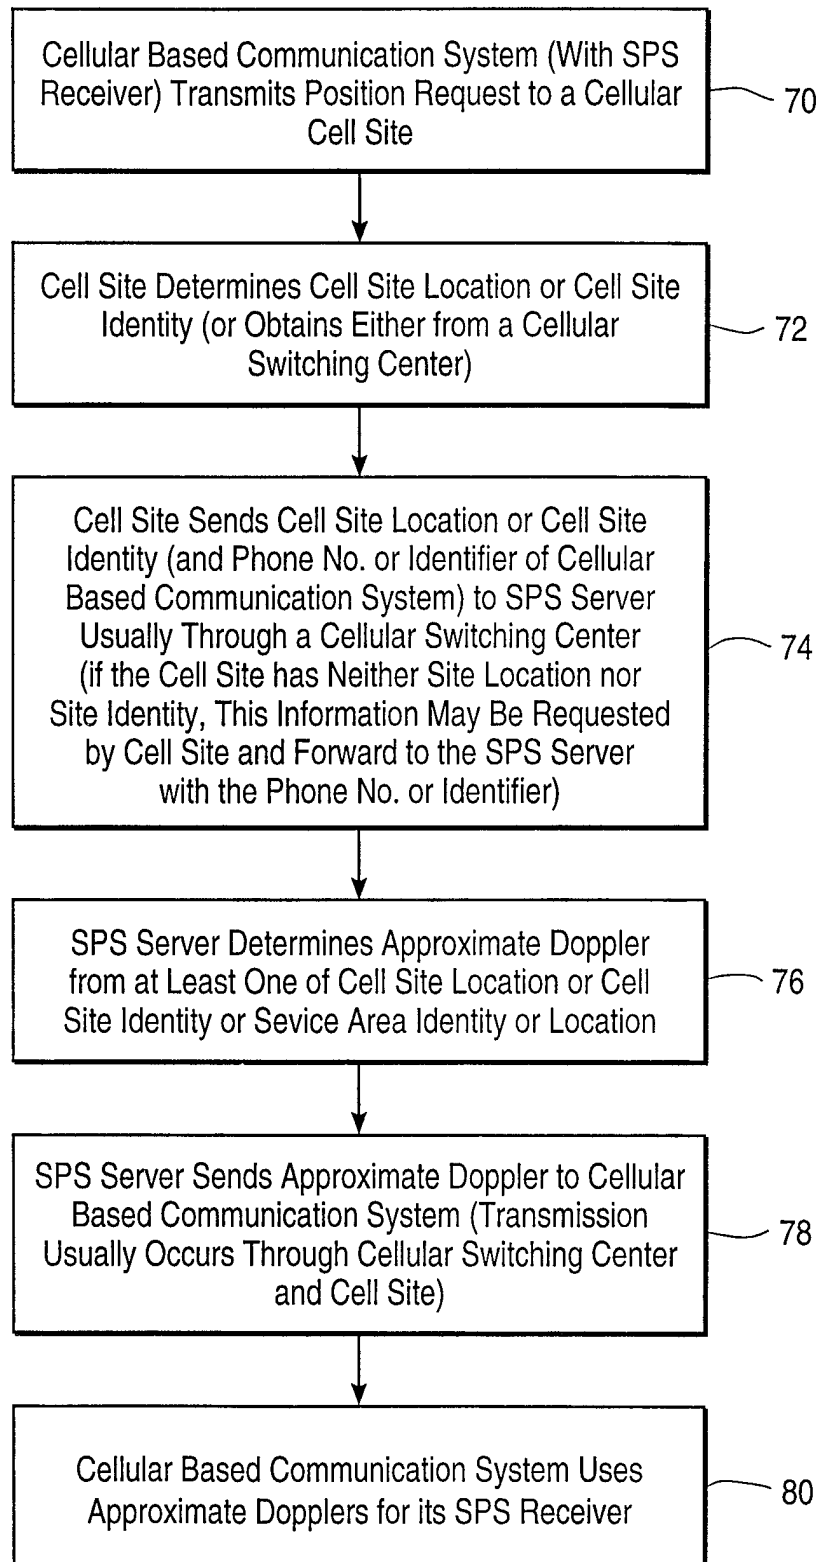 Cellular Based Communication System (With SPS
Receiver) Transmits Position Request to a Cellular
Cell Site
70
Cell Site Determines Cell Site Location or Cell Site
Identity (or Obtains Either from a Cellular
Switching Center)
72
Cell Site Sends Cell Site Location or Cell Site
Identity (and Phone No. or Identifier of Cellular
Based Communication System) to SPS Server
Usually Through a Cellular Switching Center
(if the Cell Site has Neither Site Location nor
Site Identity, This Information May Be Requested
by Cell Site and Forward to the SPS Server
with the Phone No. or Identifier)
74
SPS Server Determines Approximate Doppler
from at Least One of Cell Site Location or Cell
Site Identity or Sevice Area Identity or Location
76
SPS Server Sends Approximate Doppler to Cellular
Based Communication System (Transmission
Usually Occurs Through Cellular Switching Center
and Cell Site)
78
Cellular Based Communication System Uses
Approximate Dopplers for its SPS Receiver
80